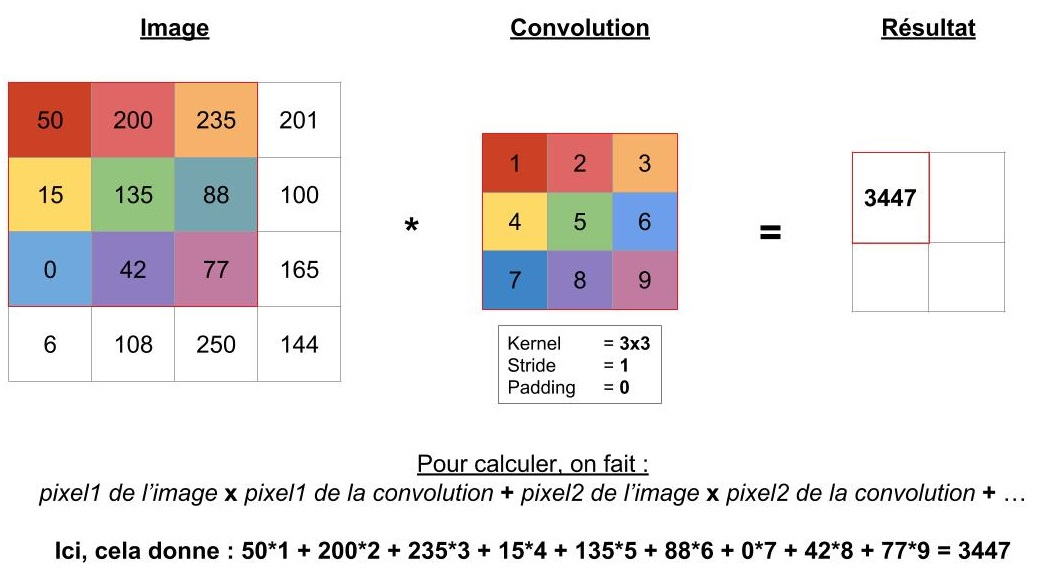 Image Convolution Résultat
50 200 235 201
15 135 88 100
0 42 77 165
6 108 250 144
*
1 2 3
4 5 6
7 8 9
Kernel = 3x3
Stride = 1
Padding = 0
=
3447
Pour calculer, on fait :
pixel1 de l'image x pixel1 de la convolution + pixel2 de l'image x pixel2 de la convolution + …
Ici, cela donne : 50*1 + 200*2 + 235*3 + 15*4 + 135*5 + 88*6 + 0*7 + 42*8 + 77*9 = 3447